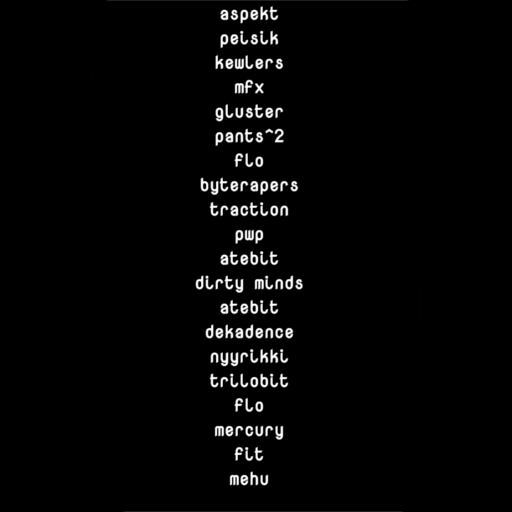 aspekt
peisik
kewlers
mfx
gluster
pants^2
flo
byterapers
traction
pwp
atebit
dirty minds
atebit
dekadence
nyyrikki
trilobit
flo
mercury
fit
mehu